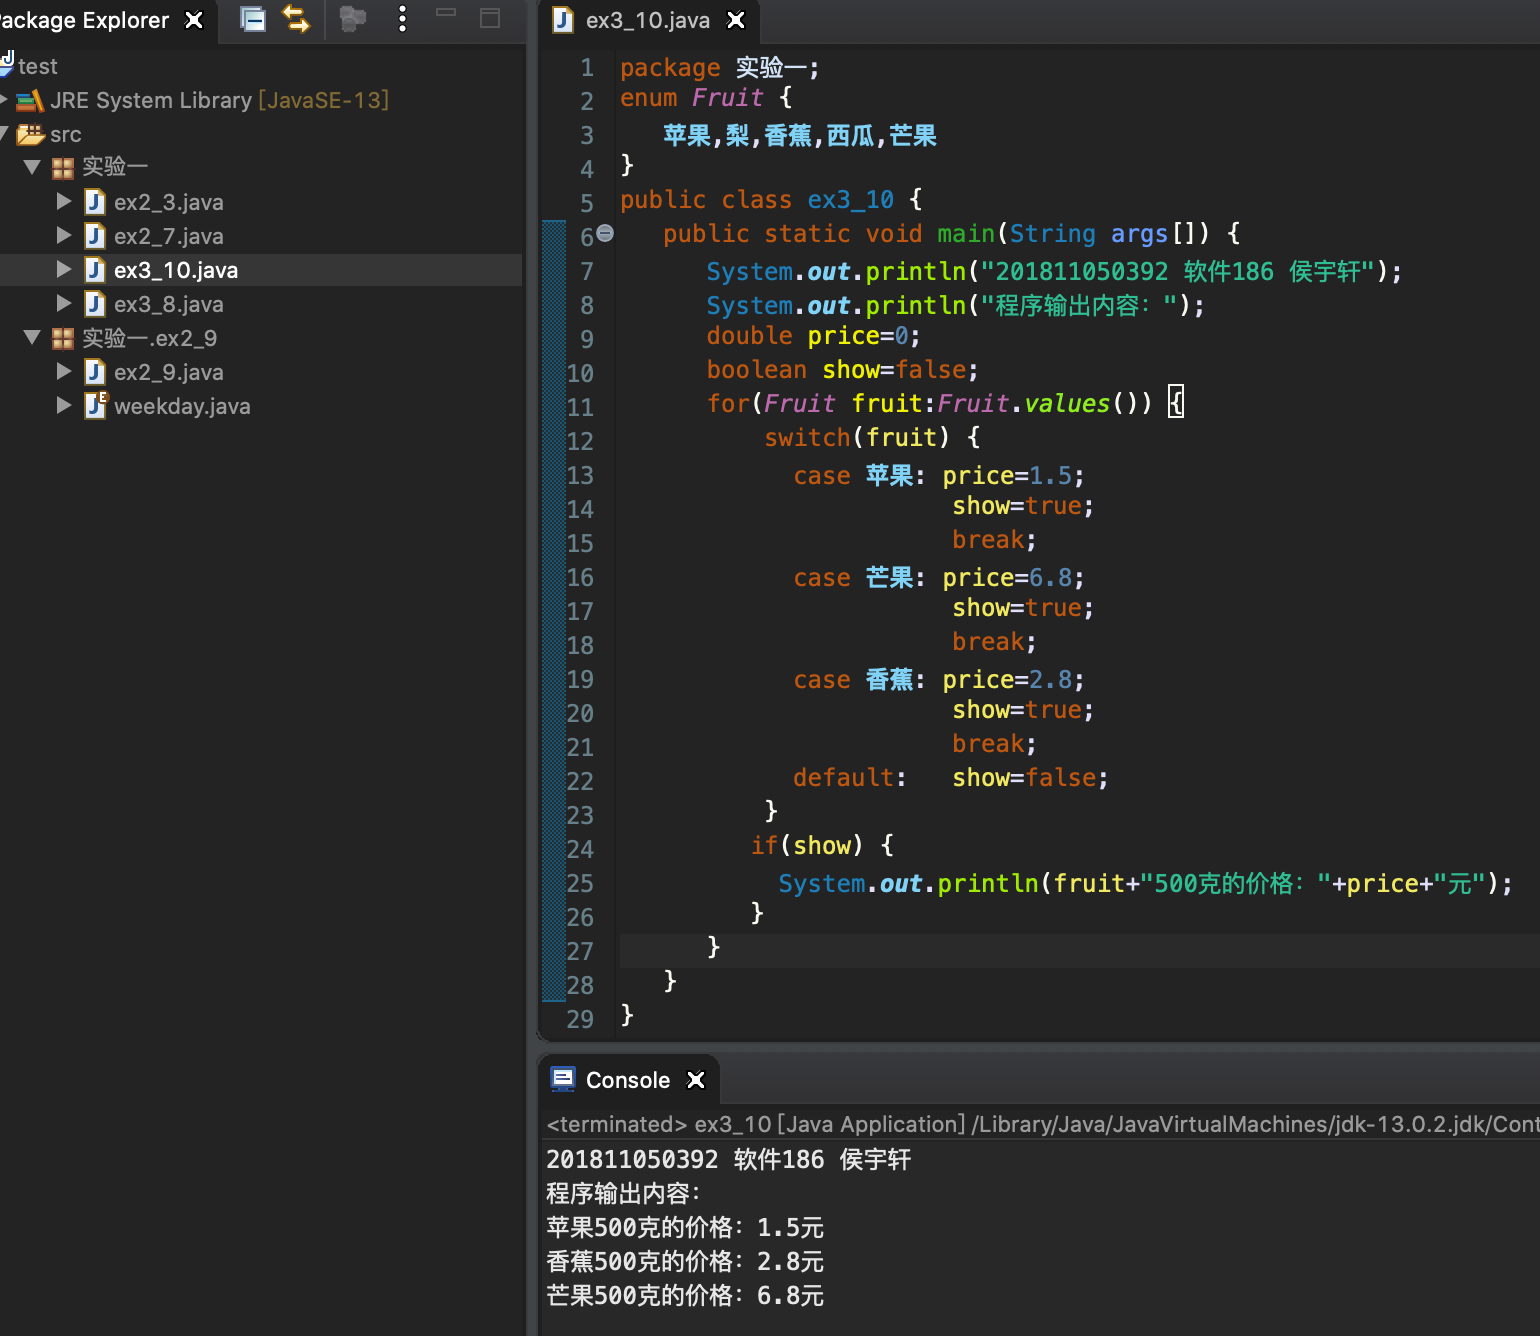 ackage Explorer
test
JRE System Library [JavaSE-13]
src
实验一
ex2_3.java
ex2_7.java
ex3_10.java
ex3_8.java
实验一.ex2_9
ex2_9.java
weekday.java
ex3_10.java
1 package 实验一;
2 enum Fruit {
3 苹果,梨,香蕉,西瓜,芒果
4 }
5 public class ex3_10 {
6 public static void main(String args[]) {
7 System.out.println("201811050392 软件186 侯宇轩");
8 System.out.println("程序输出内容：");
9 double price=0;
10 boolean show=false;
11 for(Fruit fruit:Fruit.values()) {
12 switch(fruit) {
13 case 苹果: price=1.5;
14 show=true;
15 break;
16 case 芒果: price=6.8;
17 show=true;
18 break;
19 case 香蕉: price=2.8;
20 show=true;
21 break;
22 default: show=false;
23 }
24 if(show) {
25 System.out.println(fruit+"500克的价格："+price+"元");
26 }
27 }
28 }
29 }
Console
<terminated> ex3_10 [Java Application] /Library/Java/JavaVirtualMachines/jdk-13.0.2.jdk/Cont
201811050392 软件186 侯宇轩
程序输出内容：
苹果500克的价格：1.5元
香蕉500克的价格：2.8元
芒果500克的价格：6.8元